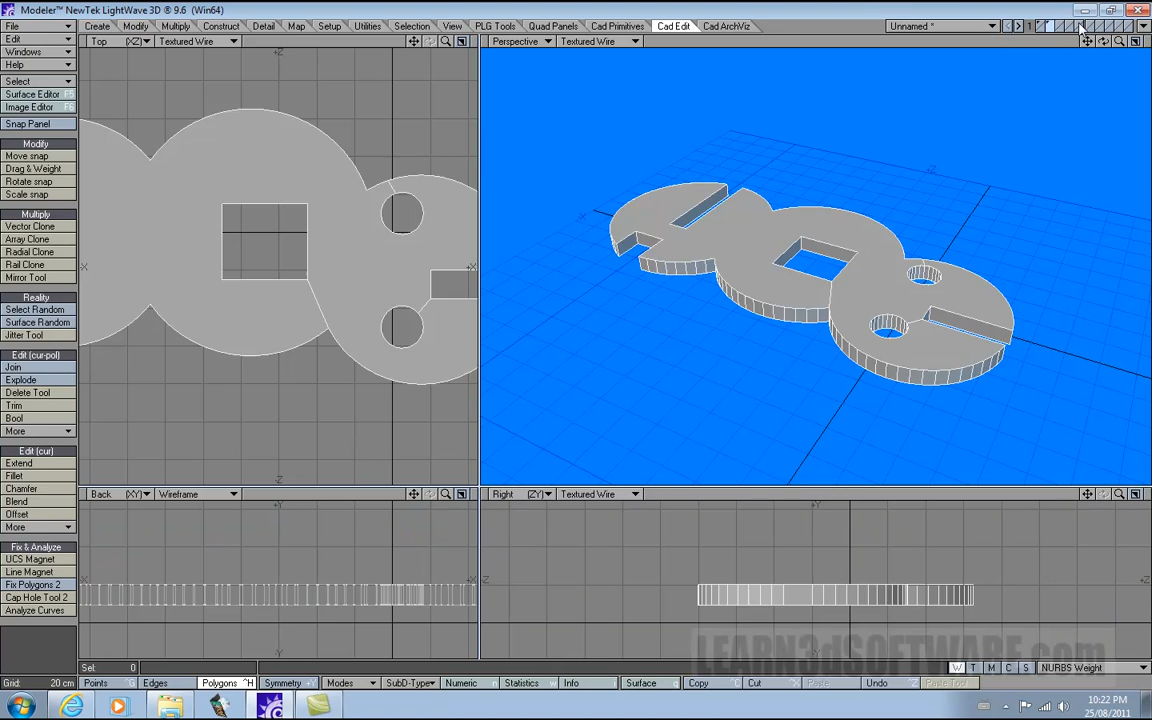 Modeler™ NewTek LightWave 3D ® 9.6 (Win64)
File Create Modify Multiply Construct Detail Map Setup Utilities Selection View PLG Tools Quad Panels Cad Primitives Cad Edit Cad ArchViz Unnamed * < > 1
Edit
Windows
Help
Select
Surface Editor F5
Image Editor F6
Snap Panel
Modify
Move snap
Drag & Weight
Rotate snap
Scale snap
Multiply
Vector Clone
Array Clone
Radial Clone
Rail Clone
Mirror Tool
Reality
Select Random
Surface Random
Jitter Tool
Edit (cur-pol)
Join
Explode
Delete Tool
Trim
Bool
More
Edit (cur)
Extend
Fillet
Chamfer
Blend
Offset
More
Fix & Analyze
UCS Magnet
Line Magnet
Fix Polygons 2
Cap Hole Tool 2
Analyze Curves
Top (XZ) Textured Wire
Perspective Textured Wire
Back (XY) Wireframe
Right (ZY) Textured Wire
LEARN3dSOFTWARE.com
Set: 0 W T M C S NURBS Weight
Grid: 20 cm Points ^G Edges Polygons ^H Symmetry +Y Modes SubD-Type Numeric n Statistics w Info i Surface q Copy ^C Cut ^X Paste Undo ^Z Paste Tool
10:22 PM
25/08/2011